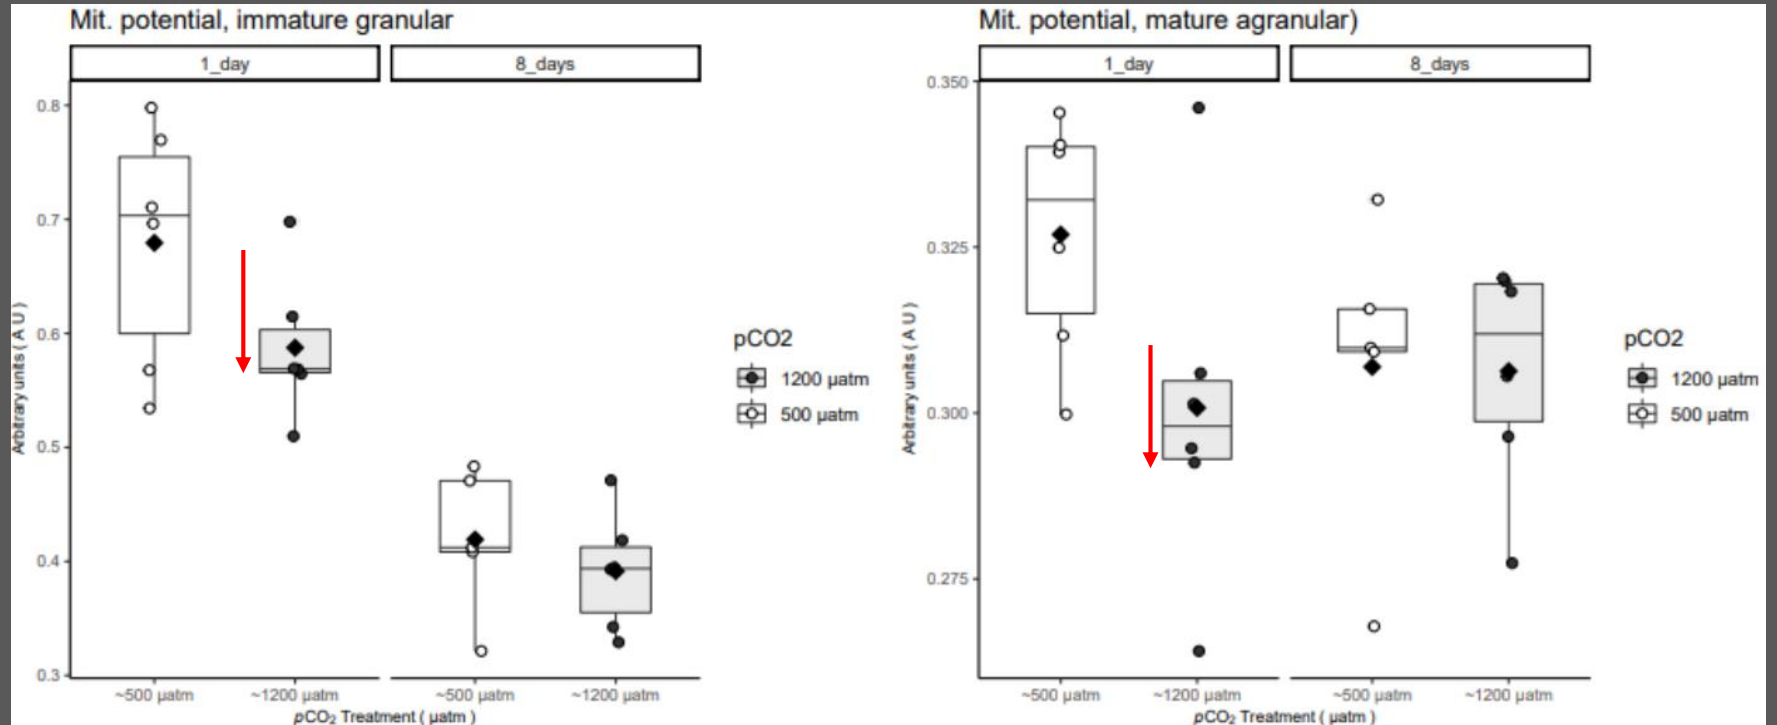 Mit. potential, immature granular
1_day
8_days
0.8
0.7
0.6
0.5
0.4
0.3
Arbitrary units ( A U )
~500 µatm
~1200 µatm
~500 µatm
~1200 µatm
pCO₂ Treatment ( µatm )
pCO2
1200 µatm
500 µatm
Mit. potential, mature agranular)
1_day
8_days
0.350
0.325
0.300
0.275
Arbitrary units ( A U )
~500 µatm
~1200 µatm
~500 µatm
~1200 µatm
pCO₂ Treatment ( µatm )
pCO2
1200 µatm
500 µatm